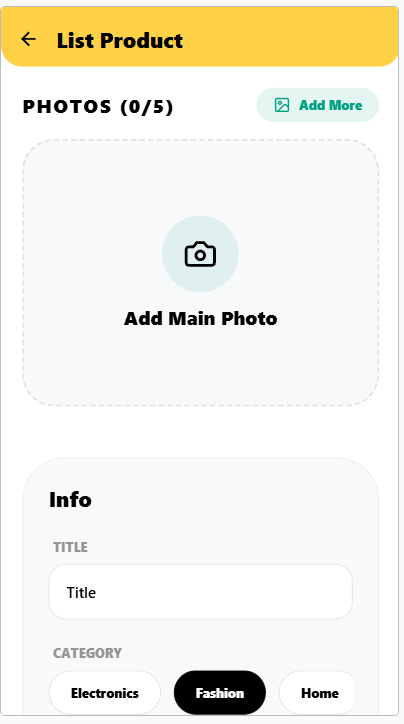 List Product
PHOTOS (0/5)
Add More
Add Main Photo
Info
TITLE
Title
CATEGORY
Electronics
Fashion
Home